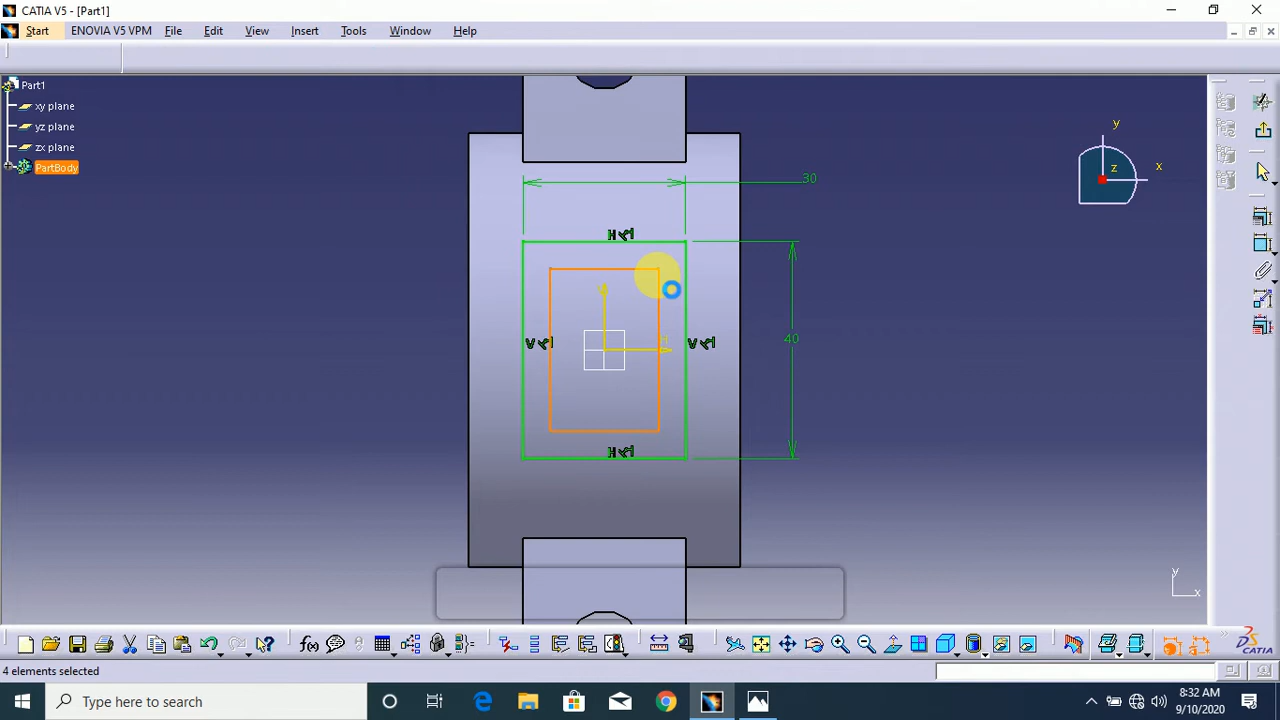 CATIA V5 - [Part1]
Start ENOVIA V5 VPM File Edit View Insert Tools Window Help
Part1
xy plane
yz plane
zx plane
PartBody
30
H
40
V
V
H
y
x
z
y
x
f(x)
CATIA
4 elements selected
Type here to search
8:32 AM
9/10/2020